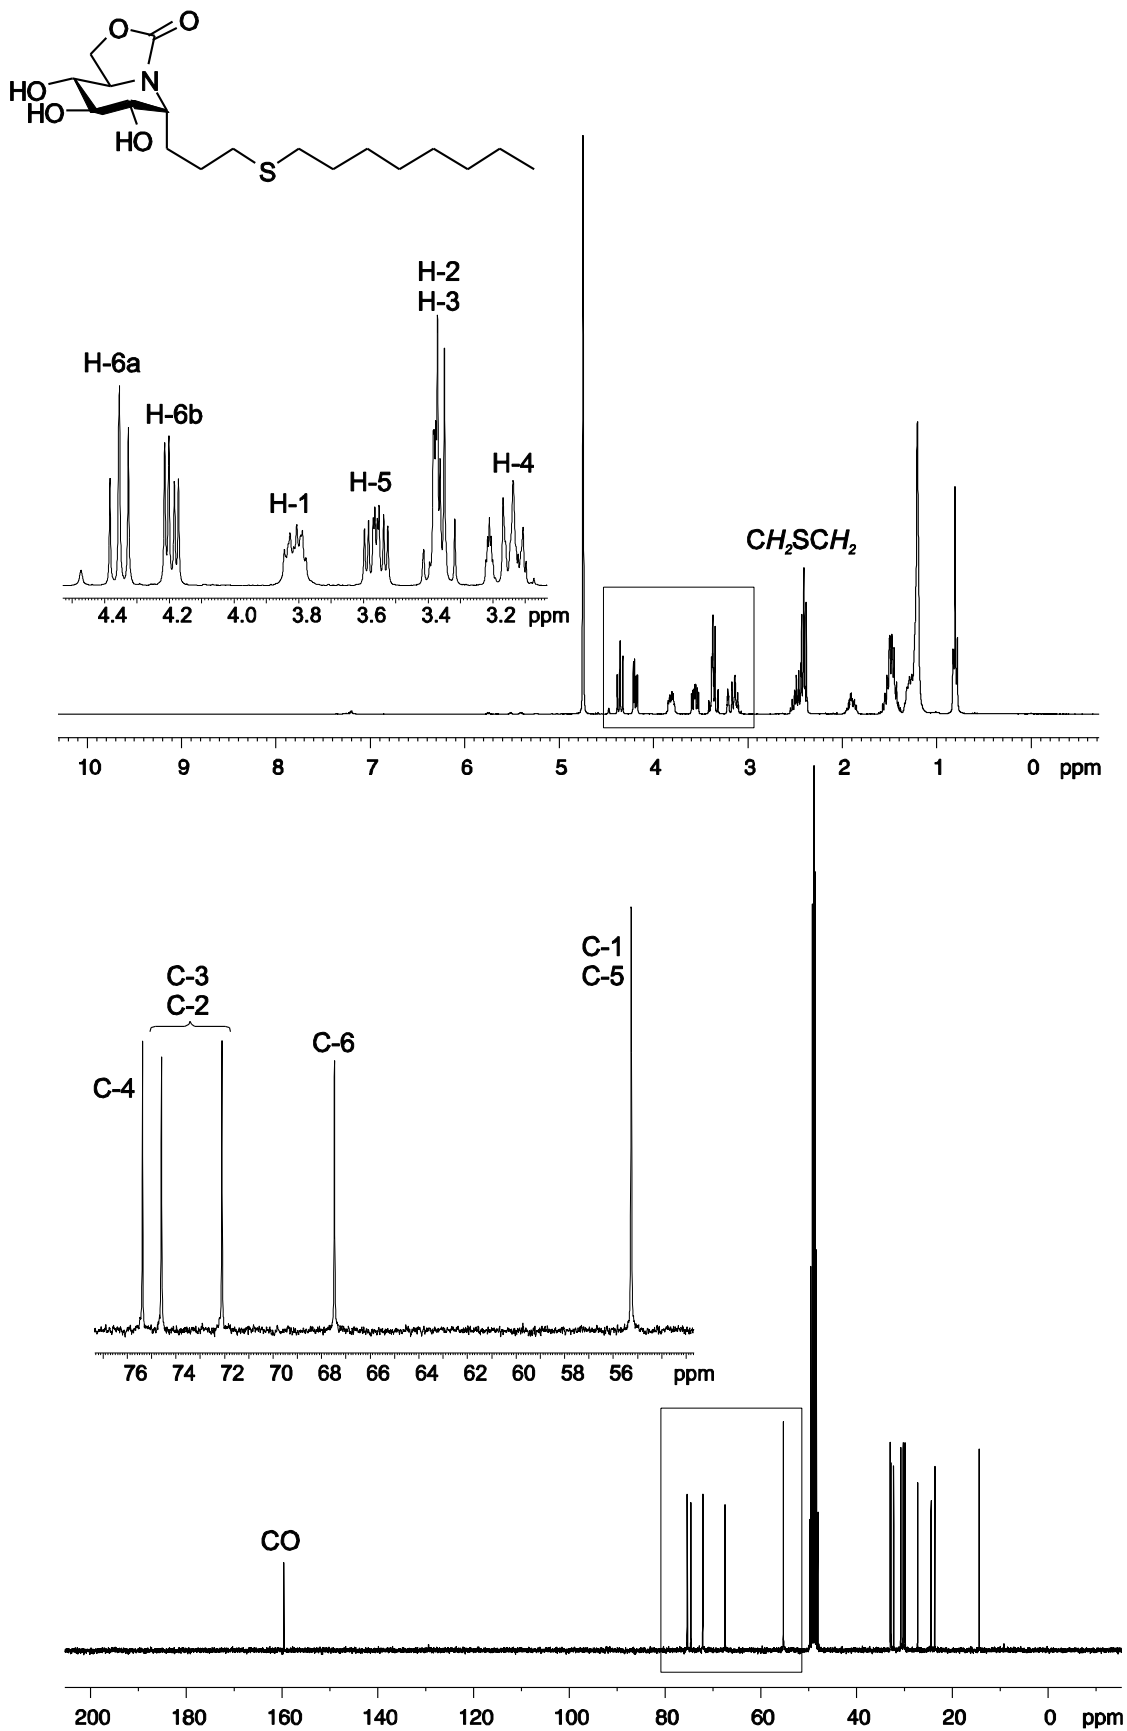 O
O
N
HO
HO
HO
S
H-2
H-3
H-6a
H-6b
H-5
H-4
H-1
CH₂SCH₂
4.4 4.2 4.0 3.8 3.6 3.4 3.2 ppm
10 9 8 7 6 5 4 3 2 1 0 ppm
C-1
C-5
C-3
C-2
C-6
C-4
76 74 72 70 68 66 64 62 60 58 56 ppm
CO
200 180 160 140 120 100 80 60 40 20 0 ppm